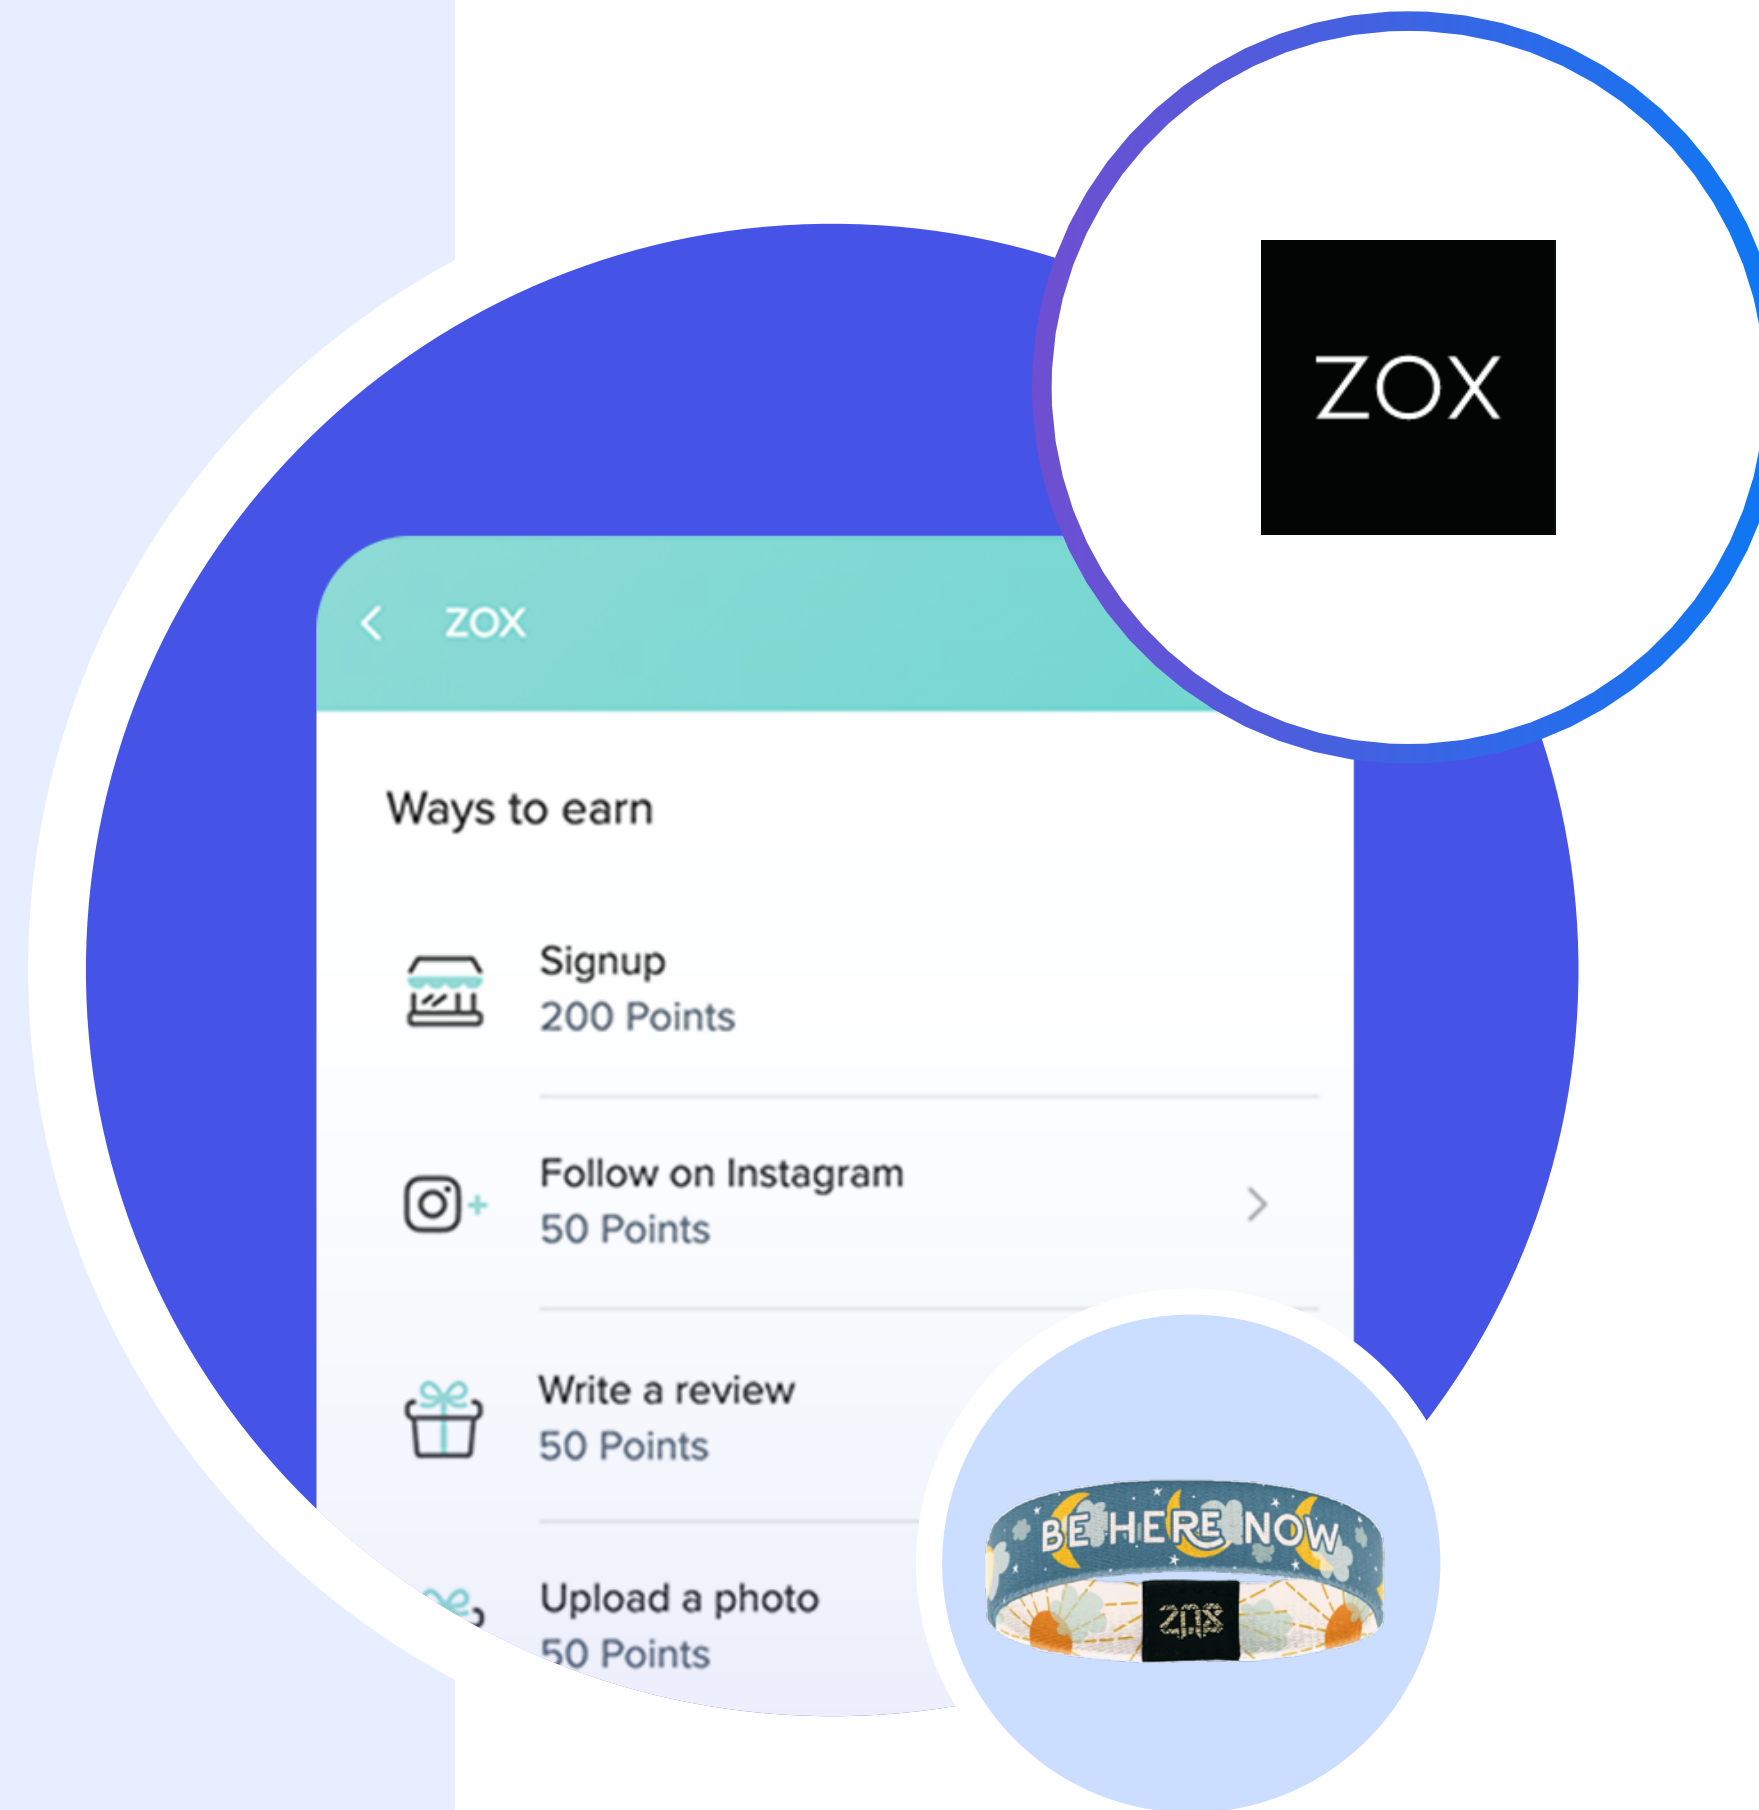 ZOX
ZOX
Ways to earn
Signup
200 Points
Follow on Instagram
50 Points
Write a review
50 Points
Upload a photo
50 Points
BE HERE NOW